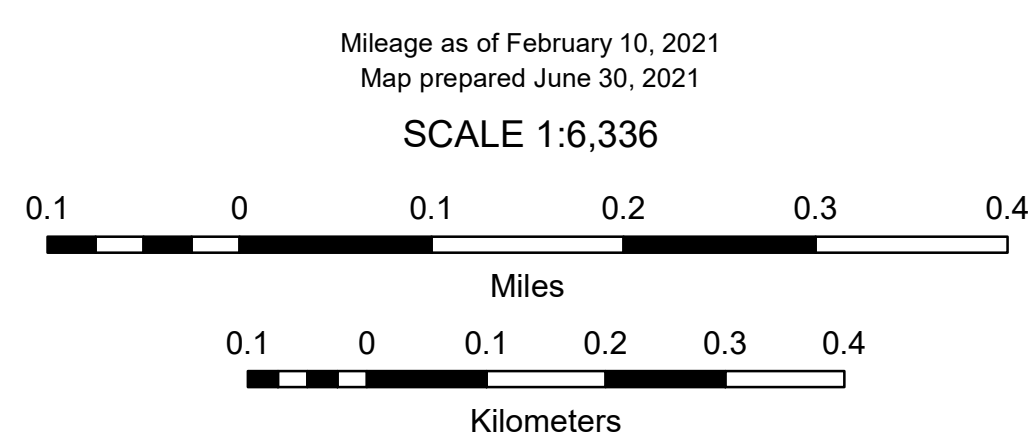 Mileage as of February 10, 2021
Map prepared June 30, 2021
SCALE 1:6,336
0.1 0 0.1 0.2 0.3 0.4
Miles
0.1 0 0.1 0.2 0.3 0.4
Kilometers